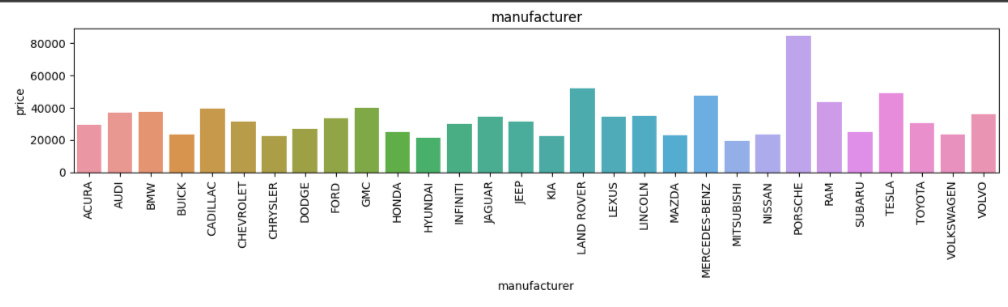 manufacturer
80000
60000
40000
20000
0
price
ACURA
AUDI
BMW
BUICK
CADILLAC
CHEVROLET
CHRYSLER
DODGE
FORD
GMC
HONDA
HYUNDAI
INFINITI
JAGUAR
JEEP
KIA
LAND ROVER
LEXUS
LINCOLN
MAZDA
MERCEDES-BENZ
MITSUBISHI
NISSAN
PORSCHE
RAM
SUBARU
TESLA
TOYOTA
VOLKSWAGEN
VOLVO
manufacturer